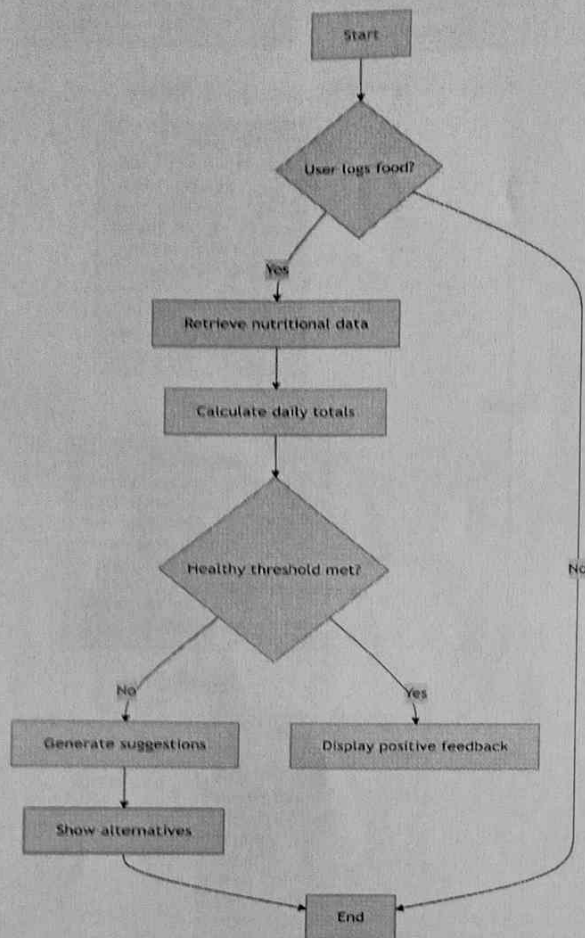 Start
User logs food?
Yes
Retrieve nutritional data
Calculate daily totals
Healthy threshold met?
No
No
Yes
Generate suggestions
Display positive feedback
Show alternatives
End